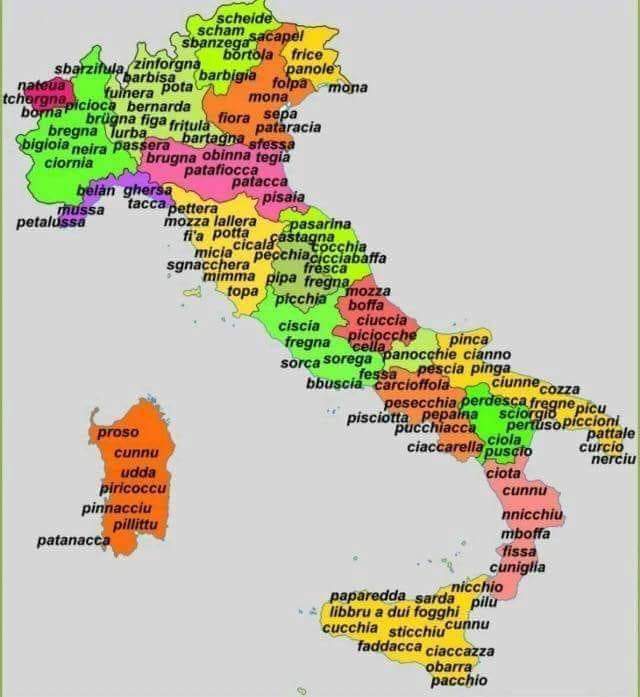 scheide
scham sacapel
sbanzega
bortola frice
sbarzifula zinforgna panole
barbisa barbigia folpa
nateua fuinera pota mona mona
tchorgna
borna picioca bernarda
brugna figa fiora sepa
bregna lurba fritula pataracia
bartagna sfessa
bigioia neira passera
ciornia brugna obinna tegia
patafiocca
patacca
belàn ghersa pisaia
mussa tacca pettera
petalussa mozza lallera pasarina
fi'a potta castagna
cicala cocchia
micia pecchia cicciabaffa
sgnacchera fresca
mimma pipa fregna
topa mozza
picchia boffa
ciscia ciuccia
fregna piciocche pinca
cella
sorca sorega panocchie cianno
fessa pescia pinga
bbuscia carcioffola ciunne cozza
pesecchia perdesca fregne picu
pisciotta pepaina sciorgio piccioni
pucchiacca pertuso pattale
ciola curcio
ciaccarella puscio nerciu
proso
cunnu ciota
udda cunnu
piricoccu
pinnacciu nnicchiu
pillittu mboffa
patanacca fissa
cuniglia
nicchio
paparedda sarda pilu
libbru a dui fogghi
cucchia sticchiu cunnu
faddacca ciaccazza
obarra
pacchio